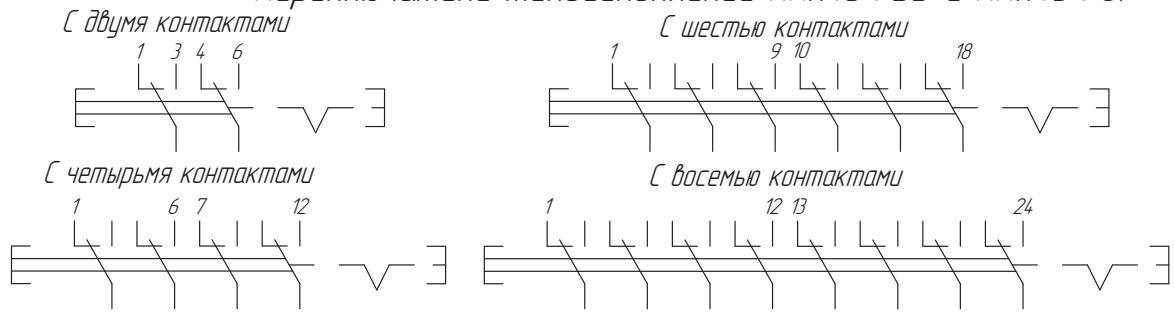 С двумя контактами
1 3 4 6
С шестью контактами
1 9 10 18
С четырьмя контактами
1 6 7 12
С восемью контактами
1 12 13 24